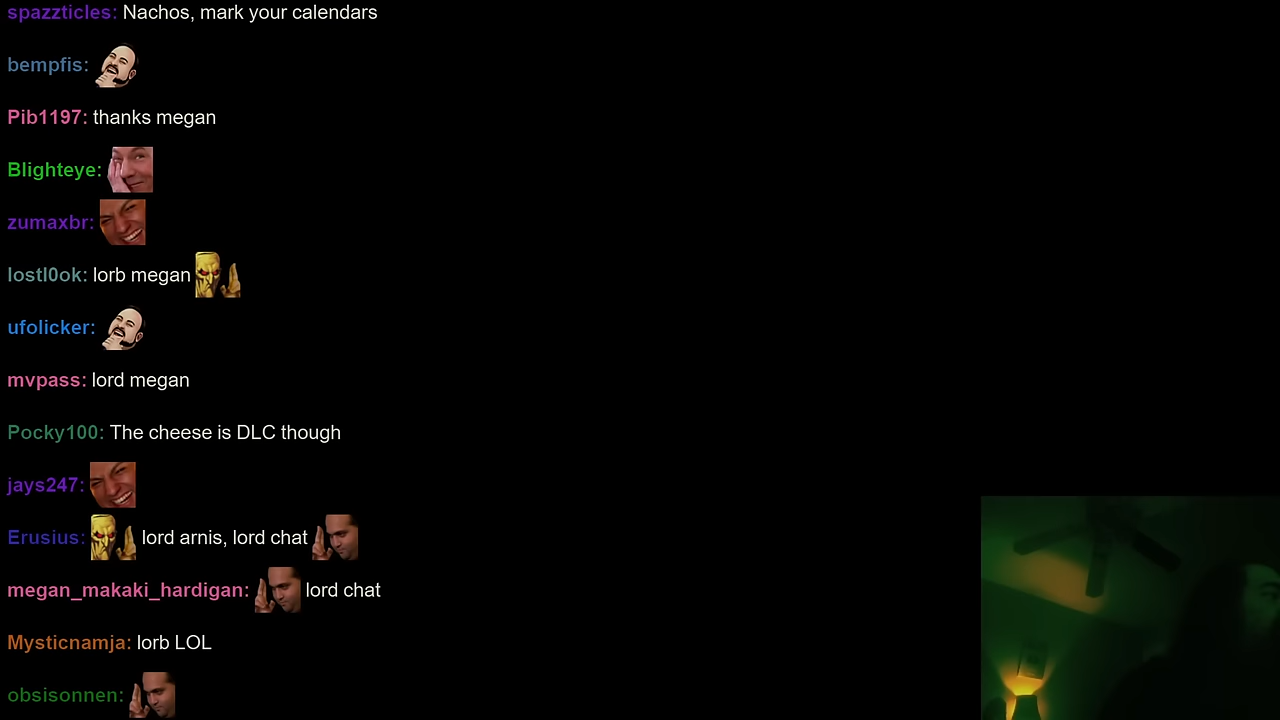 spazzticles: Nachos, mark your calendars
bempfis:
Pib1197: thanks megan
Blighteye:
zumaxbr:
lostl0ok: lorb megan
ufolicker:
mvpass: lord megan
Pocky100: The cheese is DLC though
jays247:
Erusius: lord arnis, lord chat
megan_makaki_hardigan: lord chat
Mysticnamja: lorb LOL
obsisonnen: